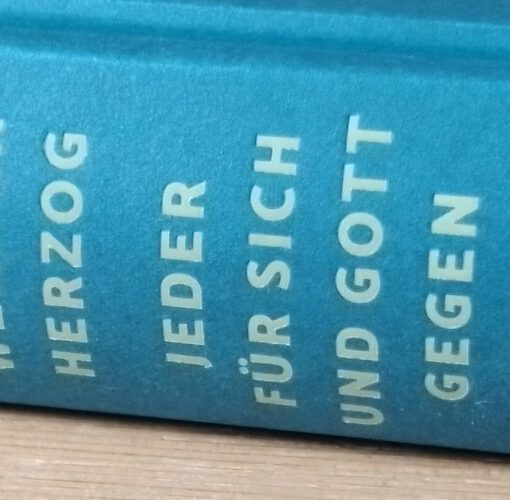 HERZOG
JEDER
FÜR SICH
UND GOTT
GEGEN